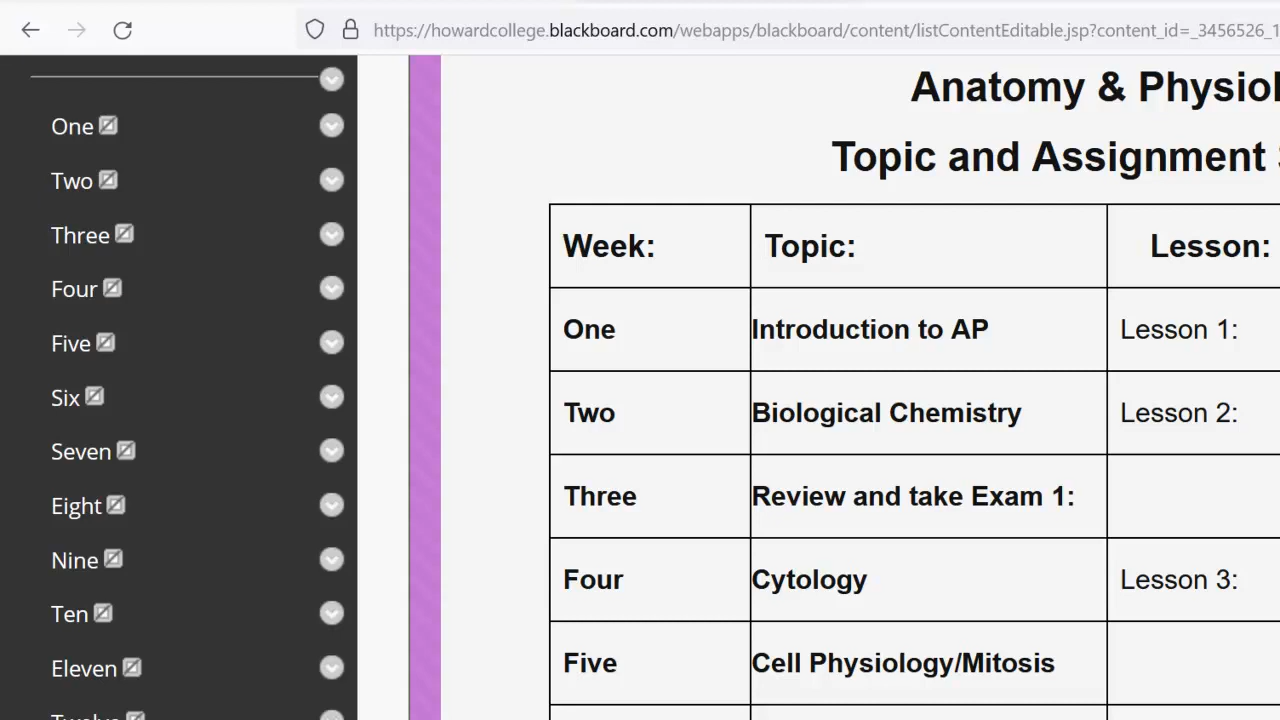 https://howardcollege.blackboard.com/webapps/blackboard/content/listContentEditable.jsp?content_id=_3456526_1
One
Two
Three
Four
Five
Six
Seven
Eight
Nine
Ten
Eleven
Twelve
Anatomy & Physiol
Topic and Assignment S
Week: Topic: Lesson:
One Introduction to AP Lesson 1:
Two Biological Chemistry Lesson 2:
Three Review and take Exam 1:
Four Cytology Lesson 3:
Five Cell Physiology/Mitosis